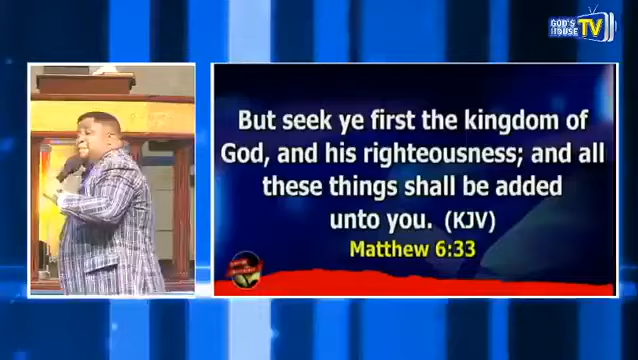 GOD'S
HOUSE TV
But seek ye first the kingdom of
God, and his righteousness; and all
these things shall be added
unto you. (KJV)
Matthew 6:33